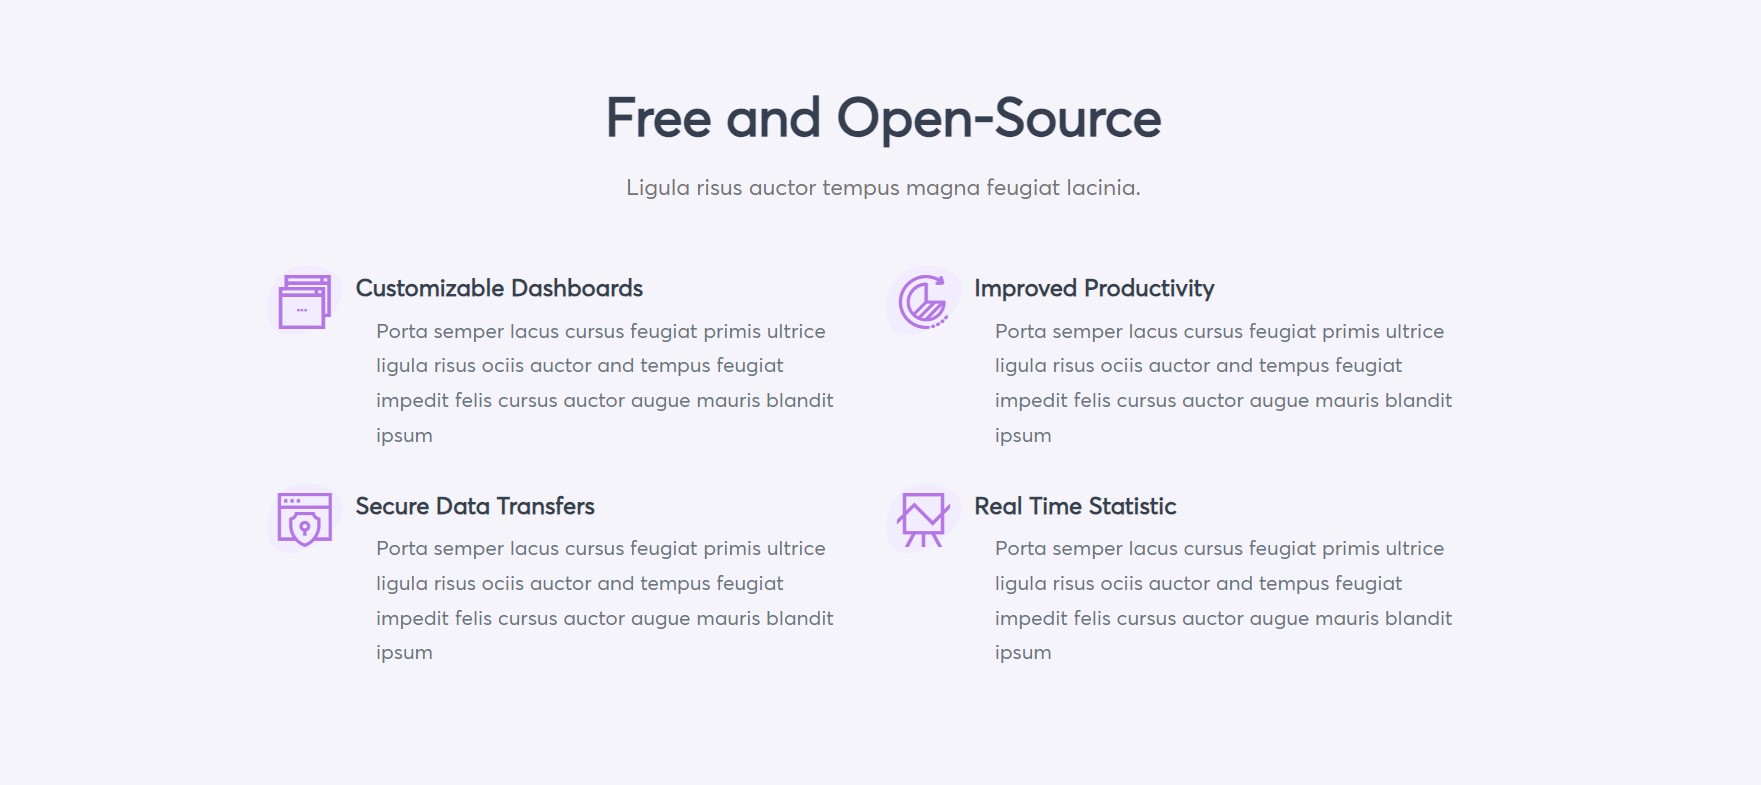 Free and Open-Source
Ligula risus auctor tempus magna feugiat lacinia.
Customizable Dashboards
Porta semper lacus cursus feugiat primis ultrice
ligula risus ociis auctor and tempus feugiat
impedit felis cursus auctor augue mauris blandit
ipsum
Improved Productivity
Porta semper lacus cursus feugiat primis ultrice
ligula risus ociis auctor and tempus feugiat
impedit felis cursus auctor augue mauris blandit
ipsum
Secure Data Transfers
Porta semper lacus cursus feugiat primis ultrice
ligula risus ociis auctor and tempus feugiat
impedit felis cursus auctor augue mauris blandit
ipsum
Real Time Statistic
Porta semper lacus cursus feugiat primis ultrice
ligula risus ociis auctor and tempus feugiat
impedit felis cursus auctor augue mauris blandit
ipsum